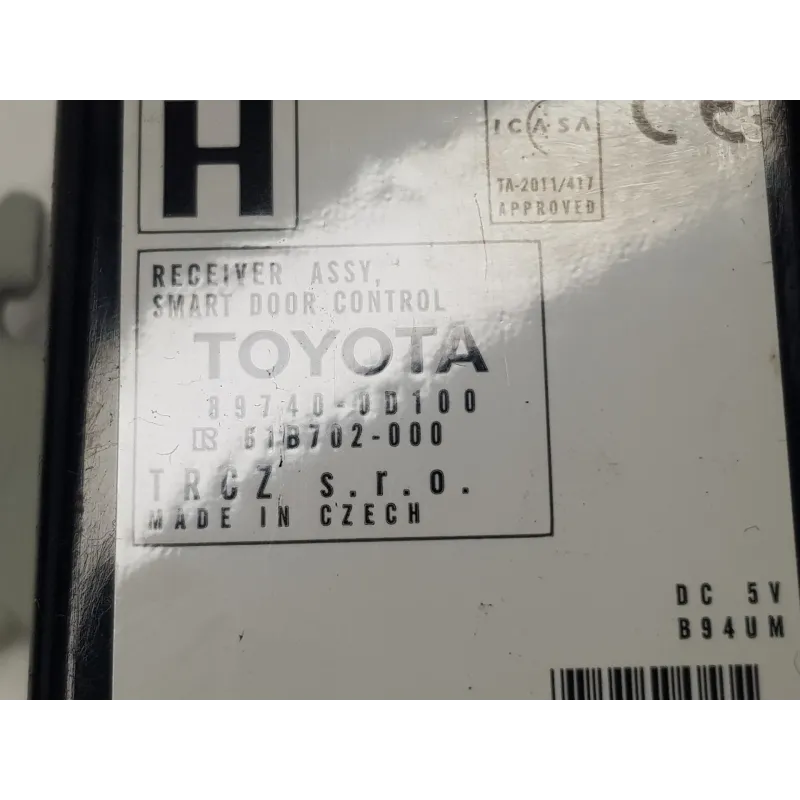 H
ICASA
TA-2011/417
APPROVED
CE
RECEIVER ASSY,
SMART DOOR CONTROL
TOYOTA
89740-0D100
61B702-000
TRCZ s.r.o.
MADE IN CZECH
DC 5V
B94UM